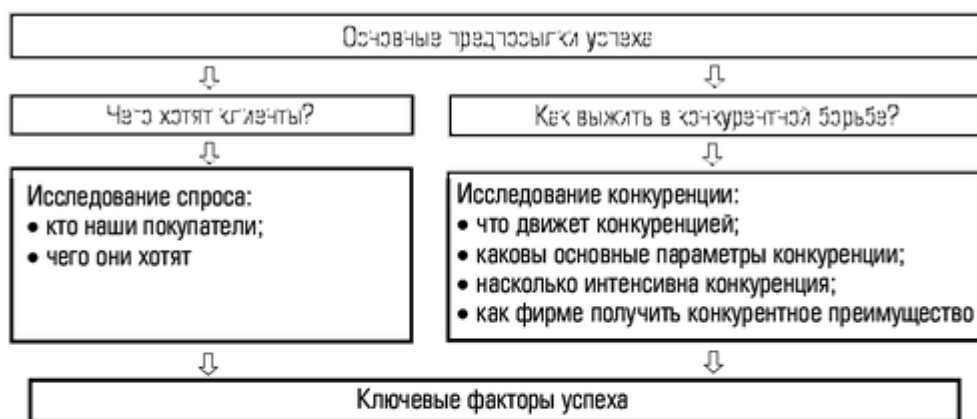 Основные предпосылки успеха
Чего хотят клиенты?
Как выжить в конкурентной борьбе?
Исследование спроса:
• кто наши покупатели;
• чего они хотят
Исследование конкуренции:
• что движет конкуренцией;
• каковы основные параметры конкуренции;
• насколько интенсивна конкуренция;
• как фирме получить конкурентное преимущество
Ключевые факторы успеха